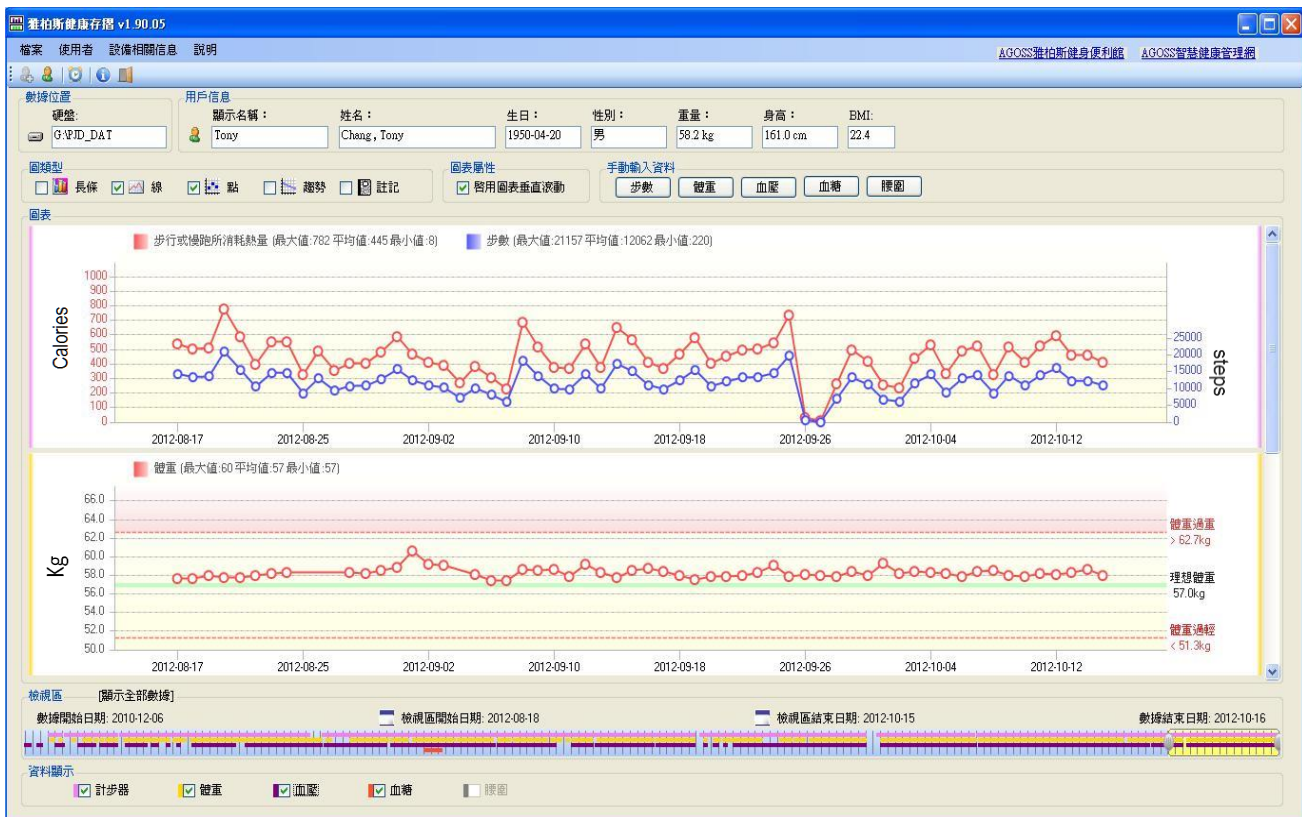 雅柏斯健康存摺 v1.90.05
檔案 使用者 設備相關信息 說明
AGOSS雅柏斯健身便利館 AGOSS智慧健康管理網
數據位置 用戶信息
硬盤: 顯示名稱： 姓名： 生日： 性別： 重量： 身高： BMI:
G:\PJD_DAT Tony Chang, Tony 1950-04-20 男 58.2 kg 161.0 cm 22.4
圖類型 圖表屬性 手動輸入資料
長條 線 點 趨勢 註記 啓用圖表垂直滾動 步數 體重 血壓 血糖 腰圍
圖表
步行或慢跑所消耗熱量 (最大值:782 平均值:445 最小值:8) 步數 (最大值:21157 平均值:12062 最小值:220)
Calories
1000
900
800
700
600
500
400
300
200
100
0
25000
20000
15000
10000
5000
0
steps
2012-08-17 2012-08-25 2012-09-02 2012-09-10 2012-09-18 2012-09-26 2012-10-04 2012-10-12
體重 (最大值:60 平均值:57 最小值:57)
Kg
66.0
64.0
62.0
60.0
58.0
56.0
54.0
52.0
50.0
體重過重
> 62.7kg
理想體重
57.0kg
體重過輕
< 51.3kg
2012-08-17 2012-08-25 2012-09-02 2012-09-10 2012-09-18 2012-09-26 2012-10-04 2012-10-12
檢視區 [顯示全部數據]
數據開始日期: 2010-12-06 檢視區開始日期: 2012-08-18 檢視區結束日期: 2012-10-15 數據結束日期: 2012-10-16
資料顯示
計步器 體重 血壓 血糖 腰圍